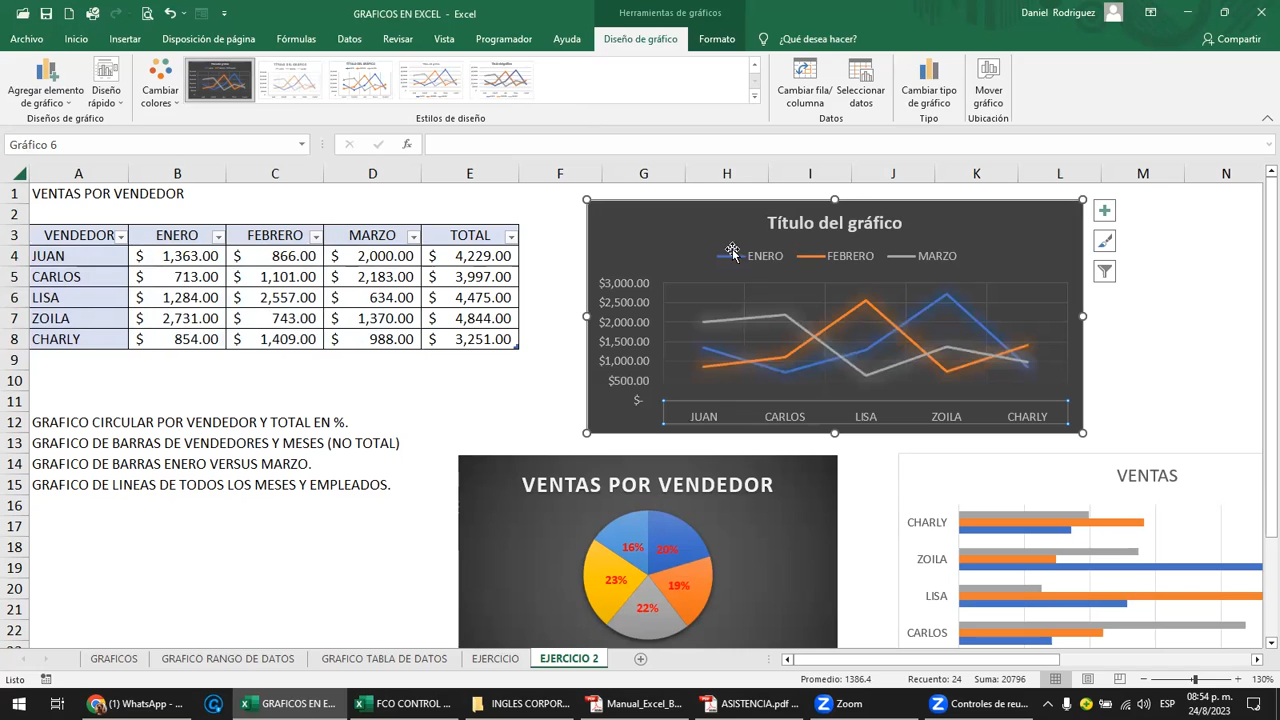 GRAFICOS EN EXCEL - Excel
Herramientas de gráficos
Daniel Rodriguez
Archivo Inicio Insertar Disposición de página Fórmulas Datos Revisar Vista Programador Ayuda Diseño de gráfico Formato ¿Qué desea hacer? Compartir
Agregar elemento de gráfico
Diseño rápido
Cambiar colores
Cambiar fila/ columna
Seleccionar datos
Cambiar tipo de gráfico
Mover gráfico
Diseños de gráfico Estilos de diseño Datos Tipo Ubicación
Gráfico 6
fx
A B C D E F G H I J K L M N
1 VENTAS POR VENDEDOR
2
3 VENDEDOR ENERO FEBRERO MARZO TOTAL
4 JUAN $ 1,363.00 $ 866.00 $ 2,000.00 $ 4,229.00
5 CARLOS $ 713.00 $ 1,101.00 $ 2,183.00 $ 3,997.00
6 LISA $ 1,284.00 $ 2,557.00 $ 634.00 $ 4,475.00
7 ZOILA $ 2,731.00 $ 743.00 $ 1,370.00 $ 4,844.00
8 CHARLY $ 854.00 $ 1,409.00 $ 988.00 $ 3,251.00
9
10
11
12 GRAFICO CIRCULAR POR VENDEDOR Y TOTAL EN %.
13 GRAFICO DE BARRAS DE VENDEDORES Y MESES (NO TOTAL)
14 GRAFICO DE BARRAS ENERO VERSUS MARZO.
15 GRAFICO DE LINEAS DE TODOS LOS MESES Y EMPLEADOS.
16
17
18
19
20
21
22
Título del gráfico
ENERO FEBRERO MARZO
$3,000.00
$2,500.00
$2,000.00
$1,500.00
$1,000.00
$500.00
$-
JUAN CARLOS LISA ZOILA CHARLY
VENTAS POR VENDEDOR
16% 20%
23% 19%
22%
VENTAS
CHARLY
ZOILA
LISA
CARLOS
GRAFICOS GRAFICO RANGO DE DATOS GRAFICO TABLA DE DATOS EJERCICIO EJERCICIO 2
Listo Promedio: 1386.4 Recuento: 24 Suma: 20796 130%
(1) WhatsApp - ... GRAFICOS EN E... FCO CONTROL ... INGLES CORPOR... Manual_Excel_B... ASISTENCIA.pdf ... Zoom Controles de reu... ESP 08:54 p. m.
24/8/2023